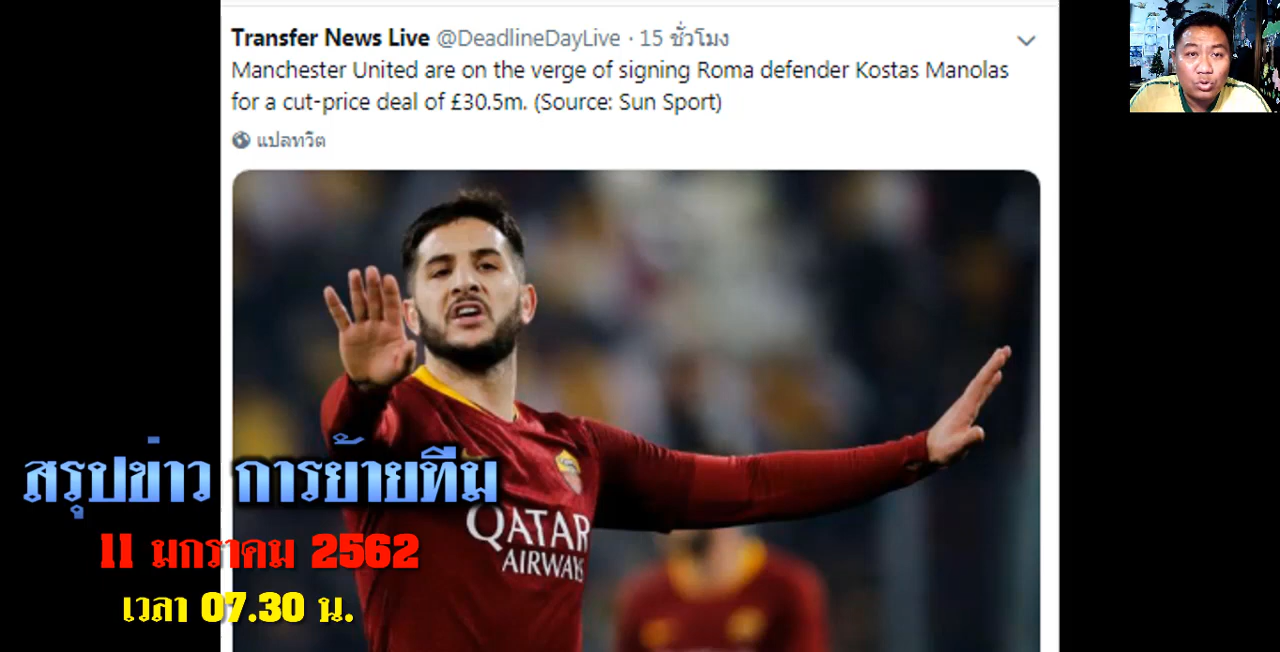 Transfer News Live @DeadlineDayLive · 15 ชั่วโมง
Manchester United are on the verge of signing Roma defender Kostas Manolas
for a cut-price deal of £30.5m. (Source: Sun Sport)
แปลทวีต
สรุปข่าว การย้ายทีม
11 มกราคม 2562
เวลา 07.30 น.
QATAR
AIRWAYS